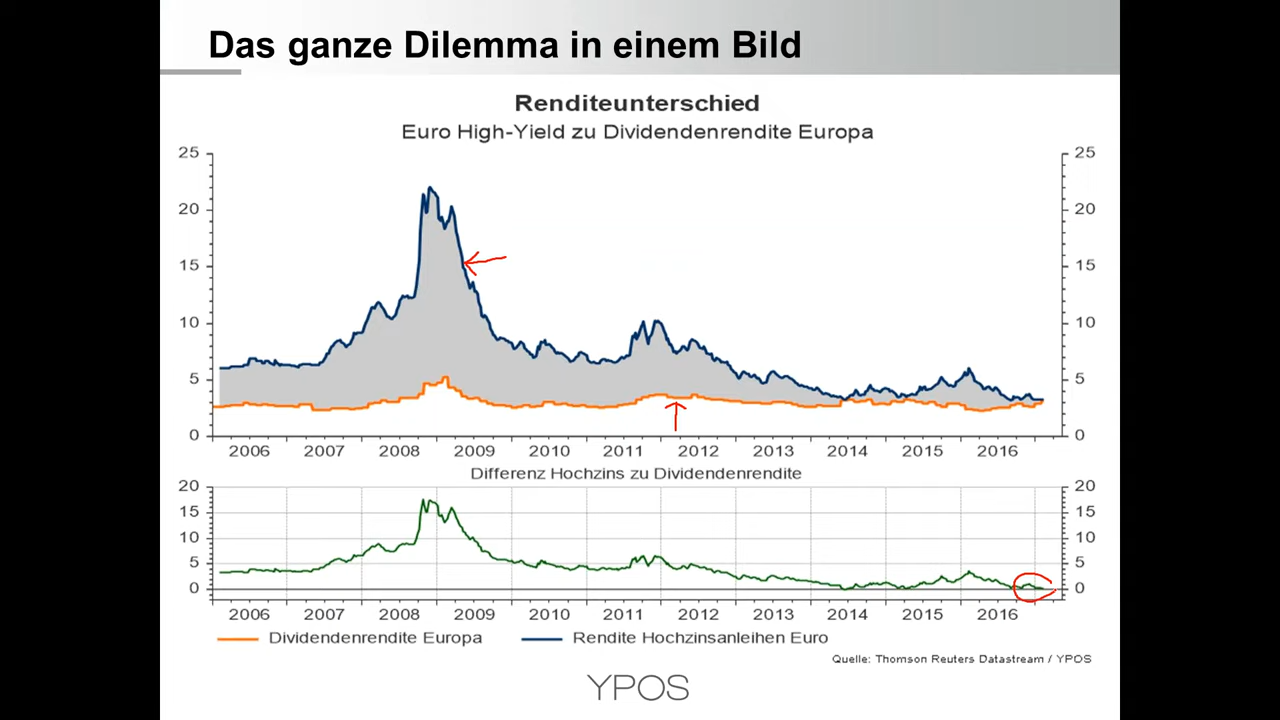 Das ganze Dilemma in einem Bild
Renditeunterschied
Euro High-Yield zu Dividendenrendite Europa
25 25
20 20
15 15
10 10
5 5
0 0
2006 2007 2008 2009 2010 2011 2012 2013 2014 2015 2016
Differenz Hochzins zu Dividendenrendite
20 20
15 15
10 10
5 5
0 0
2006 2007 2008 2009 2010 2011 2012 2013 2014 2015 2016
Dividendenrendite Europa Rendite Hochzinsanleihen Euro
Quelle: Thomson Reuters Datastream / YPOS
YPOS